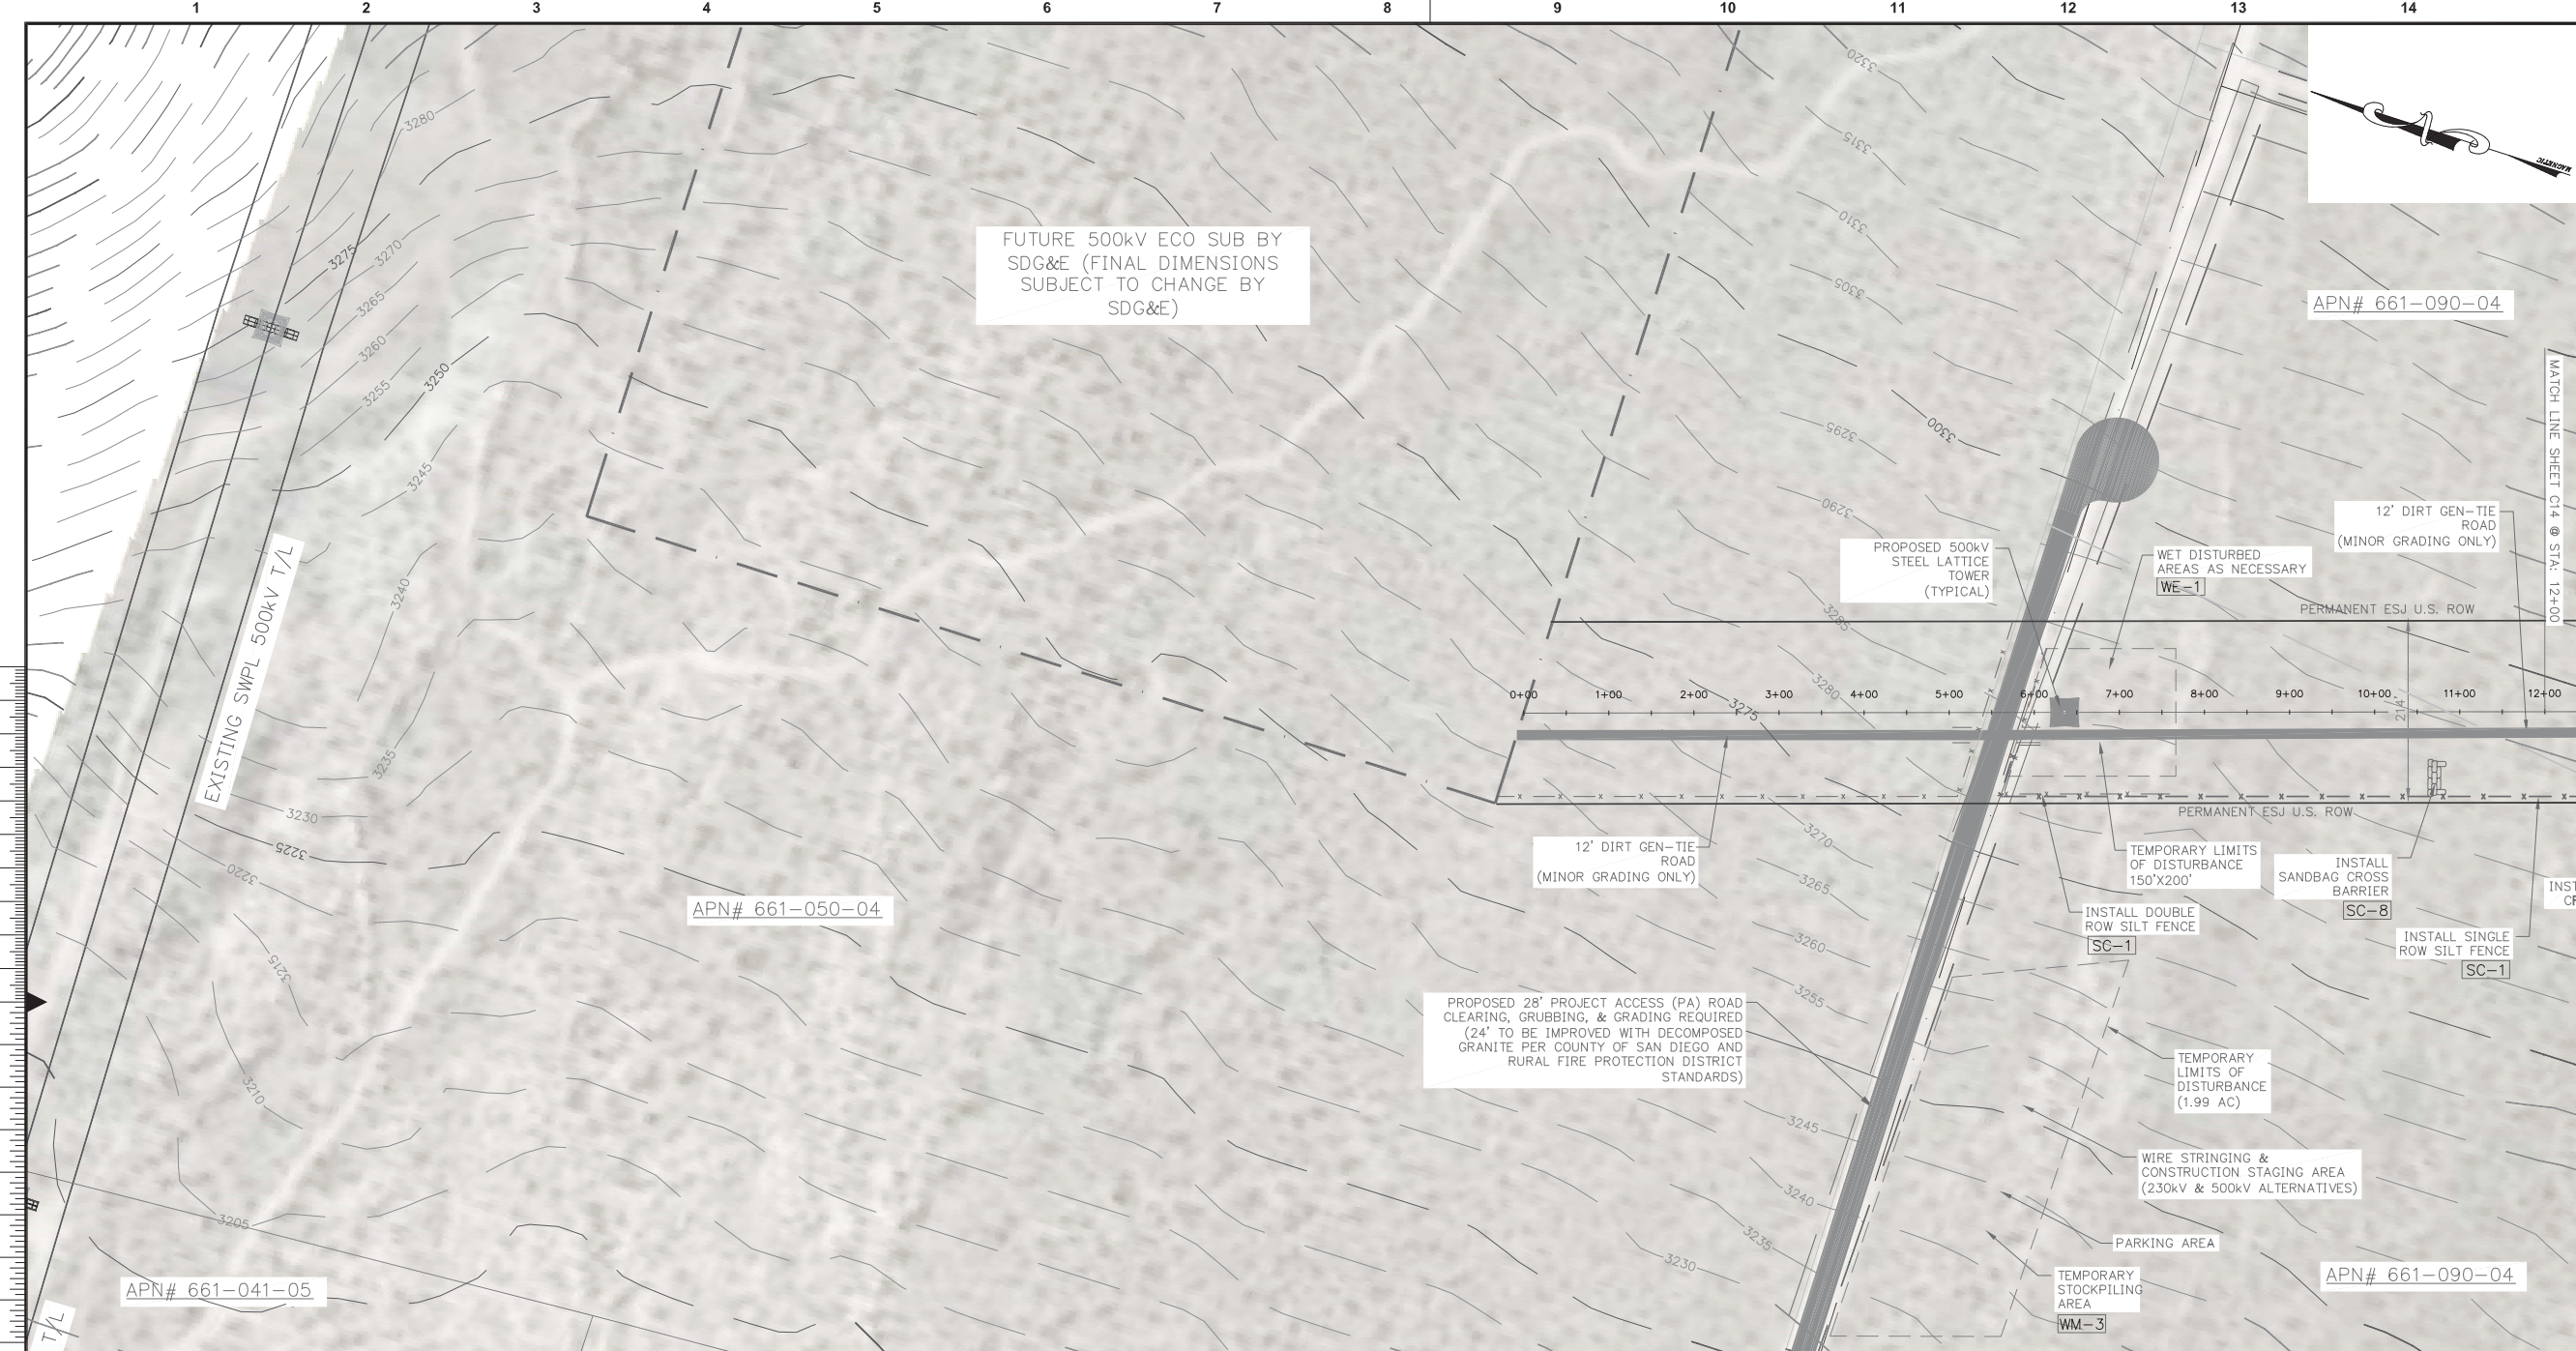 1 2 3 4 5 6 7 8 9 10 11 12 13 14
MAGNETIC
FUTURE 500kV ECO SUB BY
SDG&E (FINAL DIMENSIONS
SUBJECT TO CHANGE BY
SDG&E)
APN# 661-090-04
MATCH LINE SHEET C14 @ STA: 12+00
3320
3315
3310
3305
3300
3295
3290
3285
3280
3275
3270
3265
3260
3255
3245
3240
3235
3230
3280
3275
3270
3265
3260
3255
3250
3245
3240
3235
3230
3225
3220
3215
3210
3205
EXISTING SWPL 500kV T/L
12' DIRT GEN-TIE
ROAD
(MINOR GRADING ONLY)
PROPOSED 500kV
STEEL LATTICE
TOWER
(TYPICAL)
WET DISTURBED
AREAS AS NECESSARY
WE-1
PERMANENT ESJ U.S. ROW
0+00 1+00 2+00 3+00 4+00 5+00 6+00 7+00 8+00 9+00 10+00 11+00 12+00
214'
PERMANENT ESJ U.S. ROW
12' DIRT GEN-TIE
ROAD
(MINOR GRADING ONLY)
TEMPORARY LIMITS
OF DISTURBANCE
150'X200'
INSTALL
SANDBAG CROSS
BARRIER
SC-8
INSTALL DOUBLE
ROW SILT FENCE
SC-1
INSTALL SINGLE
ROW SILT FENCE
SC-1
APN# 661-050-04
PROPOSED 28' PROJECT ACCESS (PA) ROAD
CLEARING, GRUBBING, & GRADING REQUIRED
(24' TO BE IMPROVED WITH DECOMPOSED
GRANITE PER COUNTY OF SAN DIEGO AND
RURAL FIRE PROTECTION DISTRICT
STANDARDS)
TEMPORARY
LIMITS OF
DISTURBANCE
(1.99 AC)
WIRE STRINGING &
CONSTRUCTION STAGING AREA
(230kV & 500kV ALTERNATIVES)
PARKING AREA
TEMPORARY
STOCKPILING
AREA
WM-3
APN# 661-090-04
APN# 661-041-05
T/L